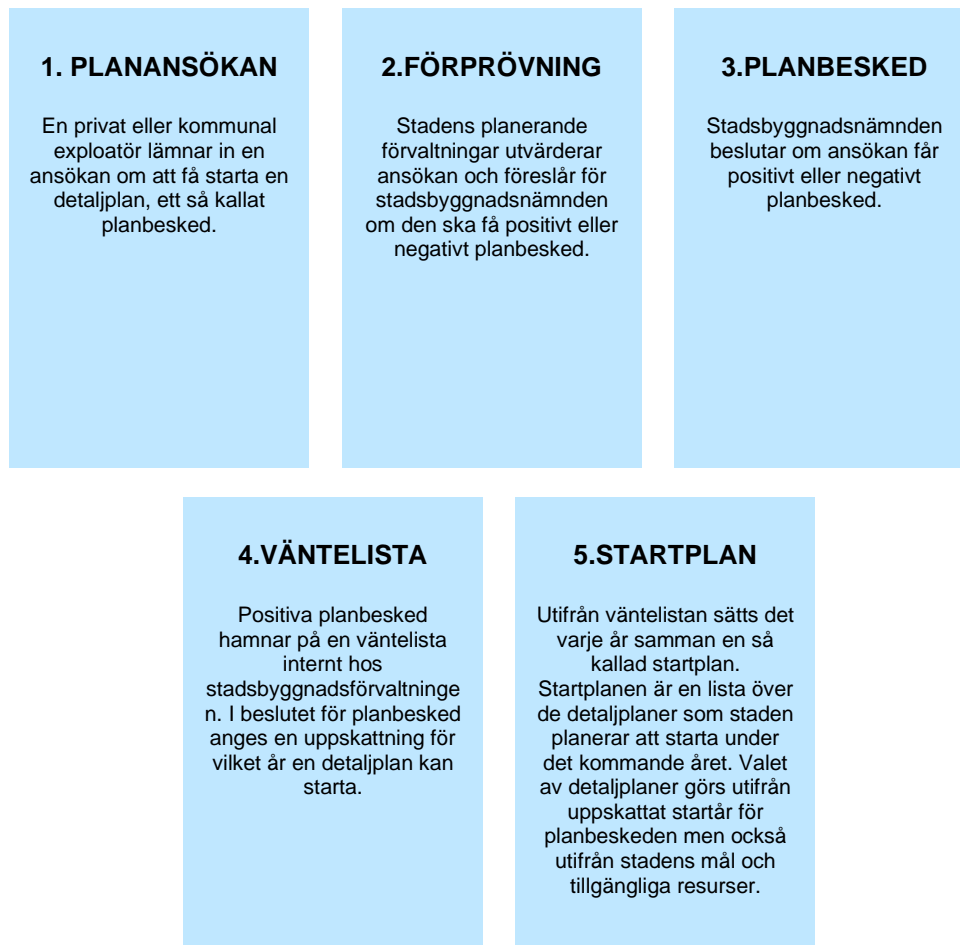 1. PLANANSÖKAN
En privat eller kommunal
exploatör lämnar in en
ansökan om att få starta en
detaljplan, ett så kallat
planbesked.
2.FÖRPRÖVNING
Stadens planerande
förvaltningar utvärderar
ansökan och föreslår för
stadsbyggnadsnämnden
om den ska få positivt eller
negativt planbesked.
3.PLANBESKED
Stadsbyggnadsnämnden
beslutar om ansökan får
positivt eller negativt
planbesked.
4.VÄNTELISTA
Positiva planbesked
hamnar på en väntelista
internt hos
stadsbyggnadsförvaltninge
n. I beslutet för planbesked
anges en uppskattning för
vilket år en detaljplan kan
starta.
5.STARTPLAN
Utifrån väntelistan sätts det
varje år samman en så
kallad startplan.
Startplanen är en lista över
de detaljplaner som staden
planerar att starta under
det kommande året. Valet
av detaljplaner görs utifrån
uppskattat startår för
planbeskeden men också
utifrån stadens mål och
tillgängliga resurser.